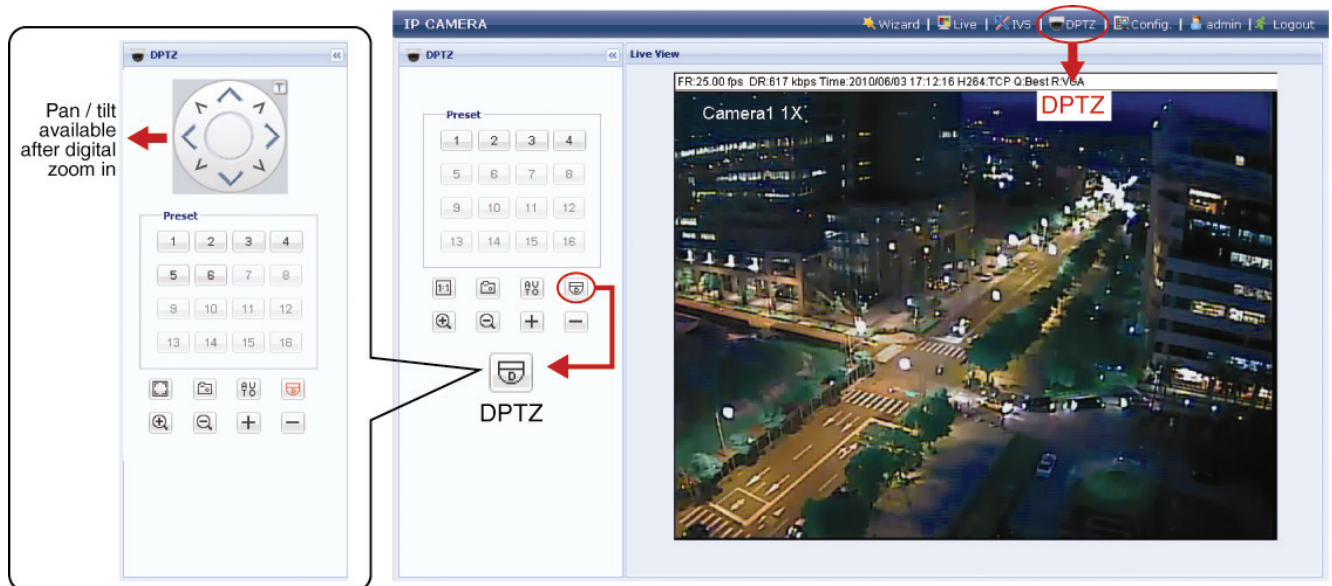 IP CAMERA
Wizard | Live | IVS | DPTZ | Config. | admin | Logout
DPTZ
Pan / tilt
available
after digital
zoom in
Preset
1 2 3 4
5 6 7 8
9 10 11 12
13 14 15 16
AUTO D
DPTZ
Preset
1 2 3 4
5 6 7 8
9 10 11 12
13 14 15 16
1:1 AUTO D
D
DPTZ
Live View
FR:25.00 fps DR:617 kbps Time:2010/06/03 17:12:16 H264:TCP Q:Best R:VGA
DPTZ
Camera1 1X